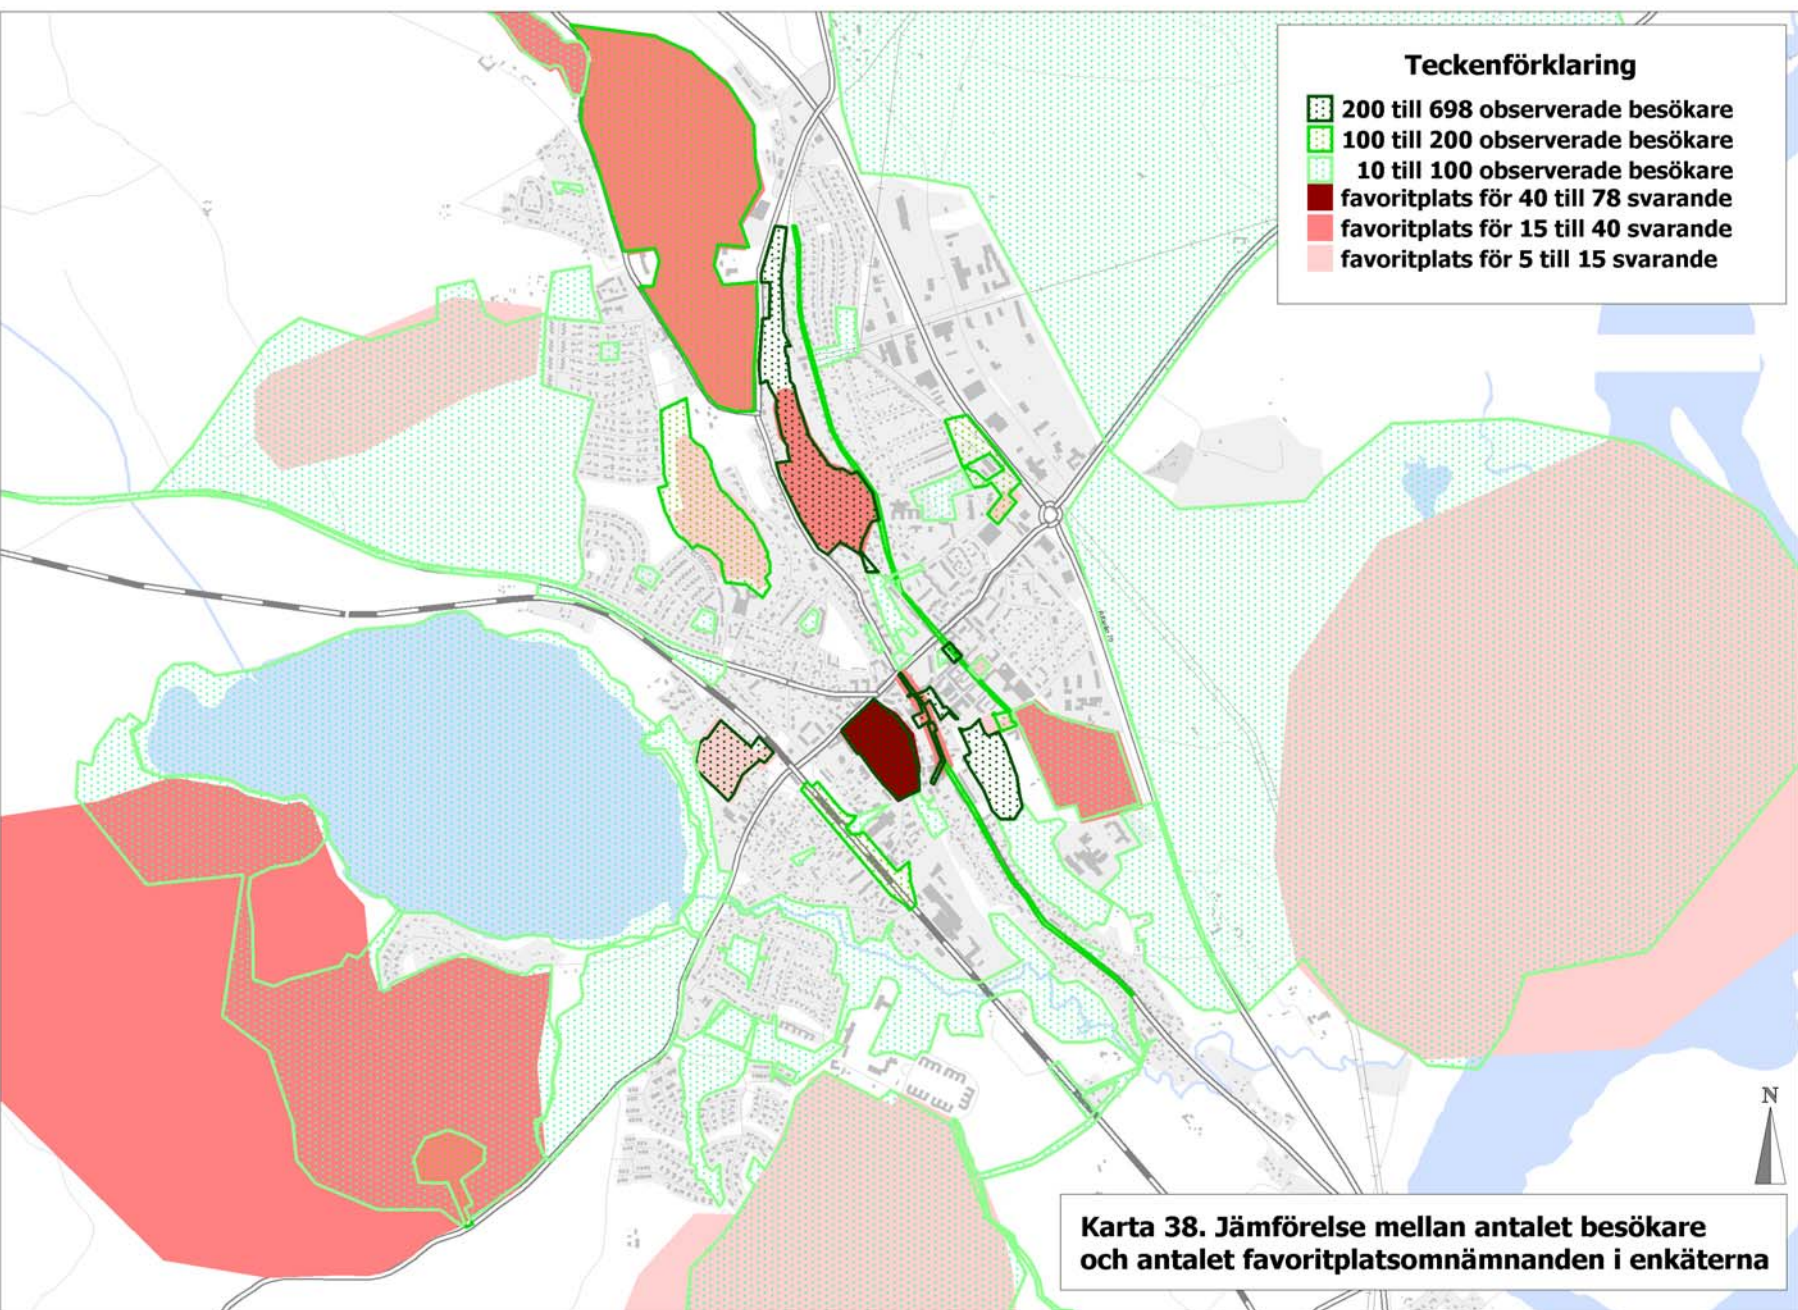 Teckenförklaring
200 till 698 observerade besökare
100 till 200 observerade besökare
10 till 100 observerade besökare
favoritplats för 40 till 78 svarande
favoritplats för 15 till 40 svarande
favoritplats för 5 till 15 svarande
N
Karta 38. Jämförelse mellan antalet besökare
och antalet favoritplatsomnämnanden i enkäterna